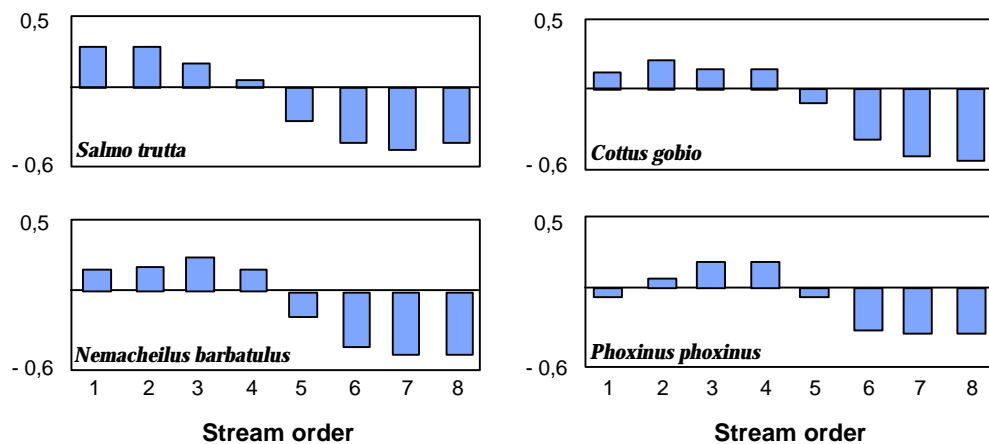 0,5
Salmo trutta
- 0,6
0,5
Cottus gobio
- 0,6
0,5
Nemacheilus barbatulus
- 0,6
1 2 3 4 5 6 7 8
Stream order
0,5
Phoxinus phoxinus
- 0,6
1 2 3 4 5 6 7 8
Stream order